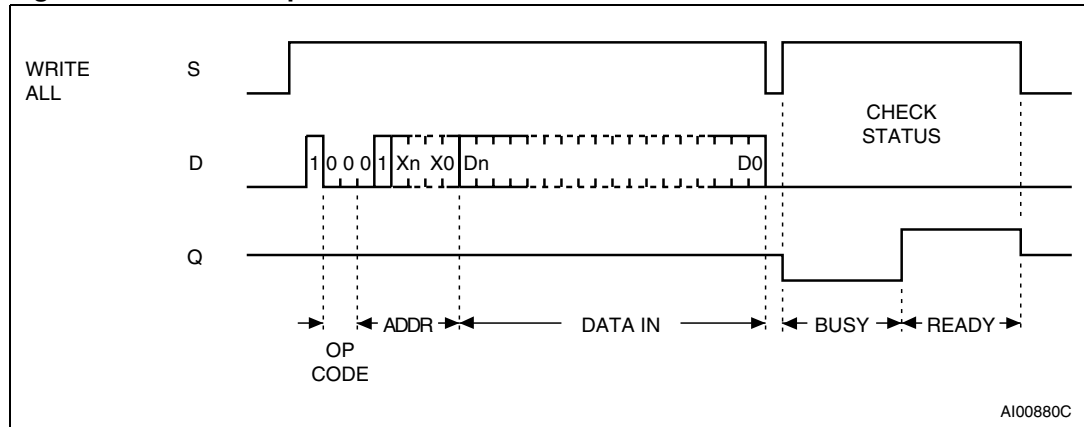 WRITE
ALL
S
CHECK
STATUS
D
1 0 0 0 1 Xn X0 Dn D0
Q
ADDR DATA IN BUSY READY
OP
CODE
AI00880C